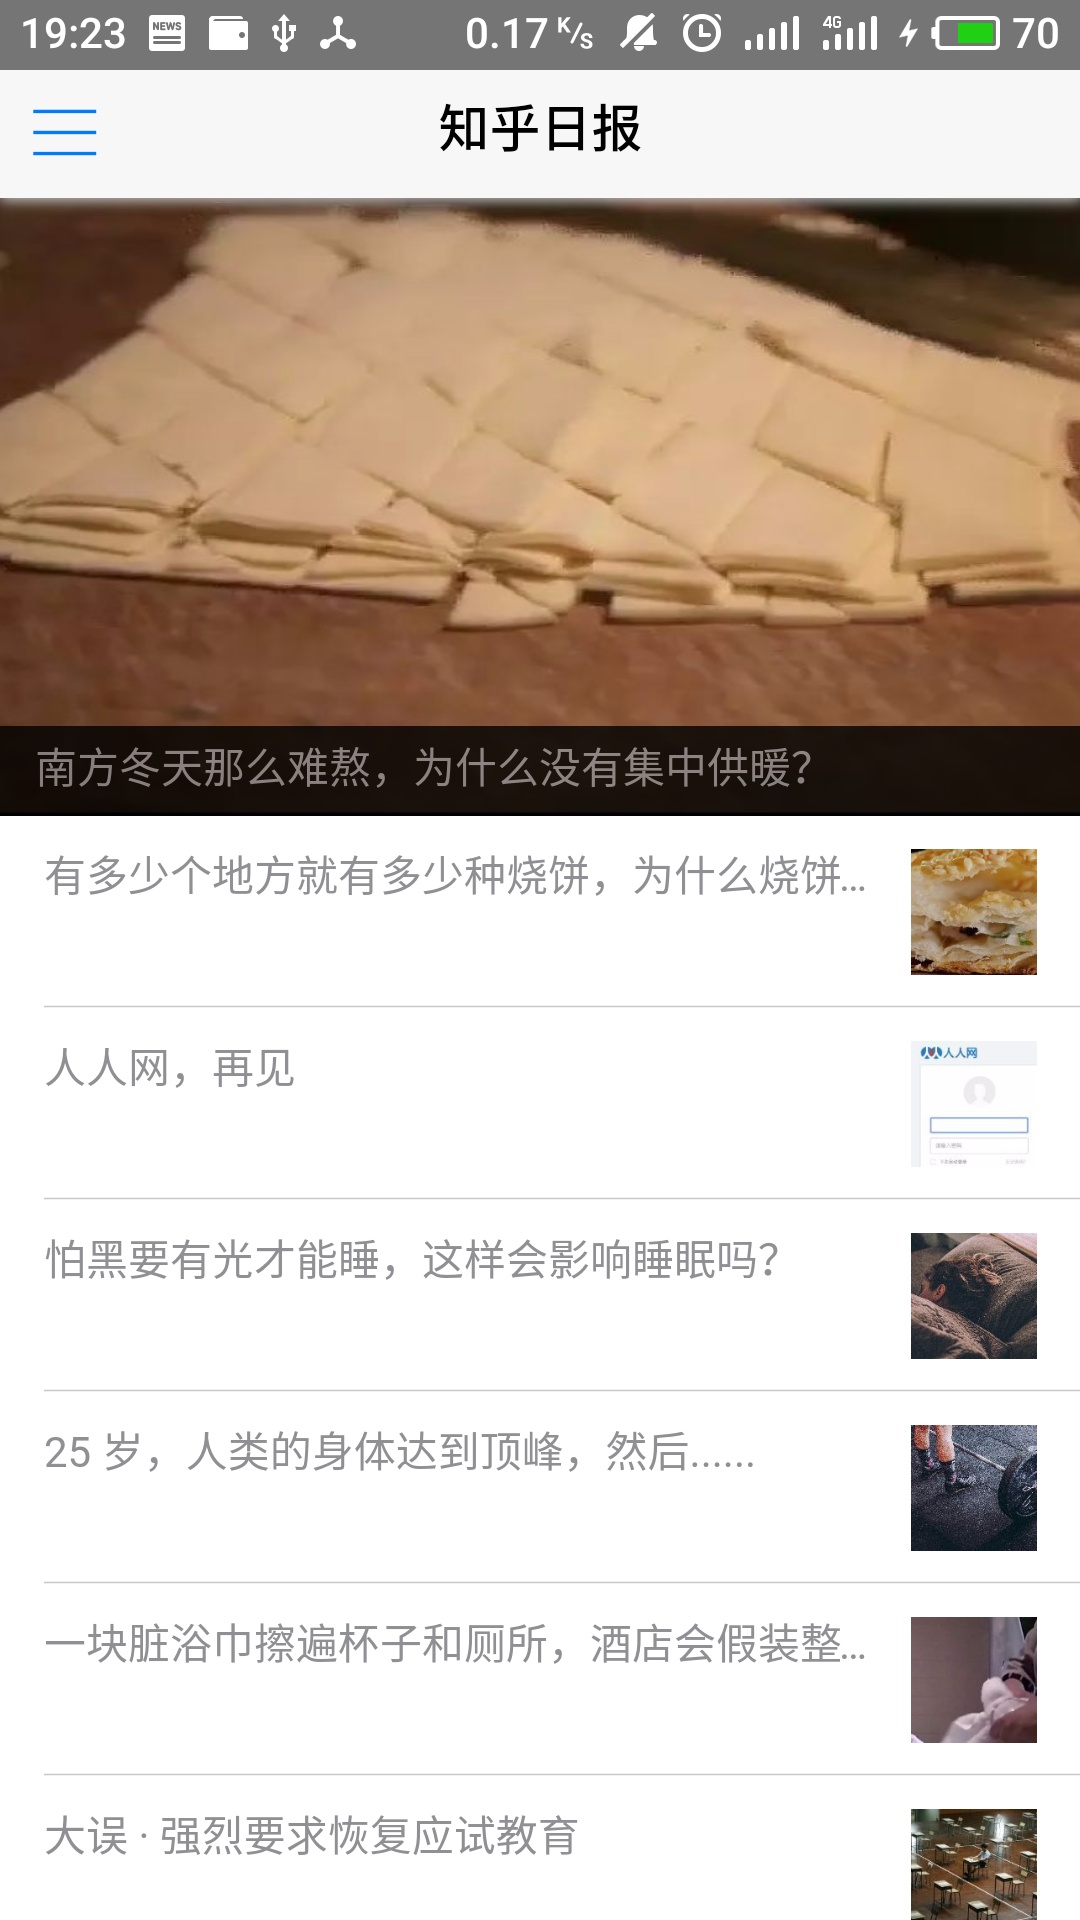 19:23
NEWS
0.17 K/s
4G
70
知乎日报
南方冬天那么难熬，为什么没有集中供暖？
有多少个地方就有多少种烧饼，为什么烧饼...
人人网，再见
人人网
怕黑要有光才能睡，这样会影响睡眠吗？
25 岁，人类的身体达到顶峰，然后……
一块脏浴巾擦遍杯子和厕所，酒店会假装整...
大误 · 强烈要求恢复应试教育